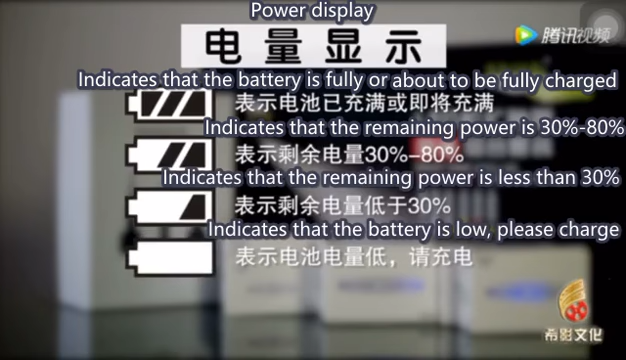 Power display
电量显示
腾讯视频
Indicates that the battery is fully or about to be fully charged
表示电池已充满或即将充满
Indicates that the remaining power is 30%-80%
表示剩余电量30%-80%
Indicates that the remaining power is less than 30%
表示剩余电量低于30%
Indicates that the battery is low, please charge
表示电池电量低，请充电
希影文化